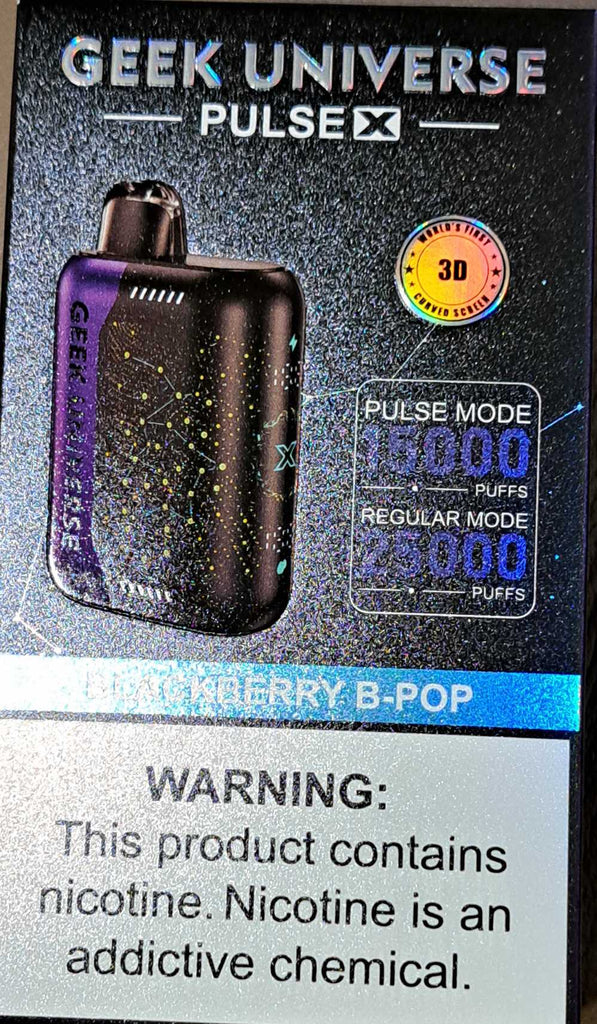 GEEK UNIVERSE
PULSE X
WORLD'S FIRST
3D
CURVED SCREEN
GEEK UNIVERSE
X
PULSE MODE
15000
PUFFS
REGULAR MODE
25000
PUFFS
BLACKBERRY B-POP
WARNING:
This product contains
nicotine. Nicotine is an
addictive chemical.